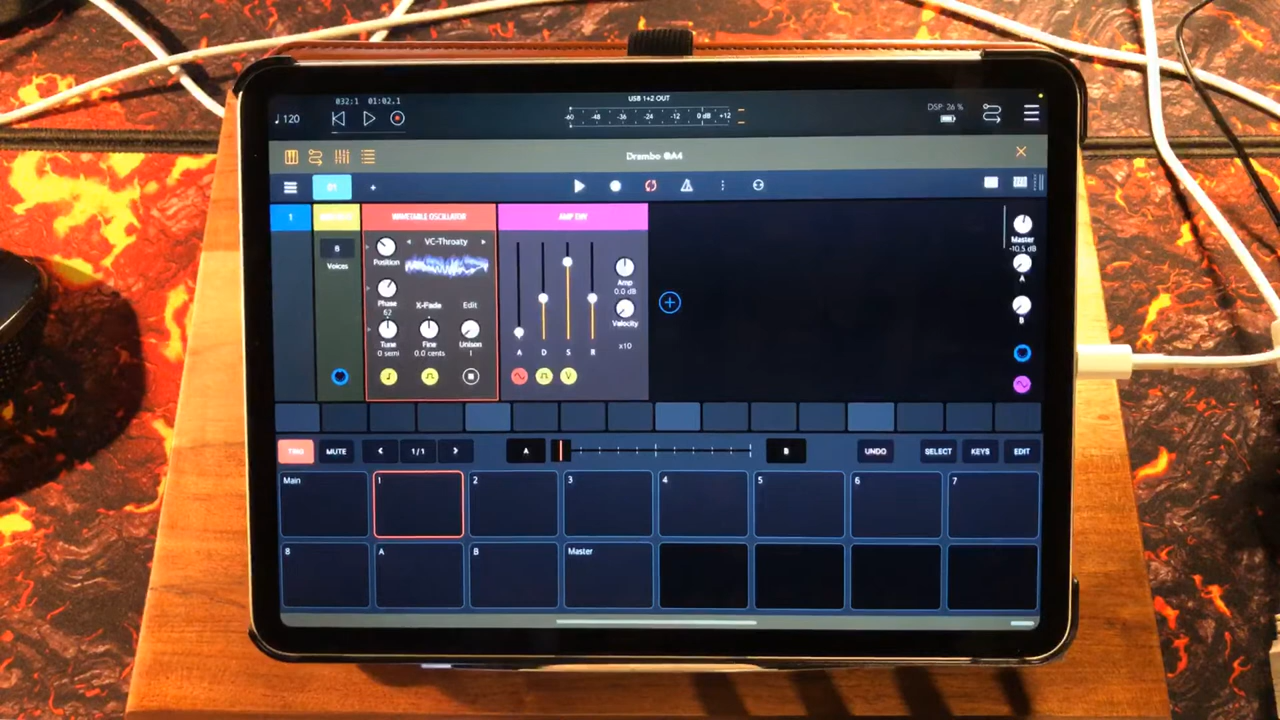 032:1 01:02,1
USB 1+2 OUT
♩ 120
-60 -48 -36 -24 -12 0 dB +12
DSP: 26 %
Drambo @A4
01 +
1
WAVETABLE OSCILLATOR
AMP ENV
8
Voices
Position
VC-Throaty
Phase
62
X-Fade
Edit
Tune
0 semi
Fine
0.0 cents
Unison
1
A D S R
Amp
0.0 dB
Velocity
x10
Master
-10.5 dB
A
B
TRIG MUTE < 1/1 > A B UNDO SELECT KEYS EDIT
Main 1 2 3 4 5 6 7
8 A B Master